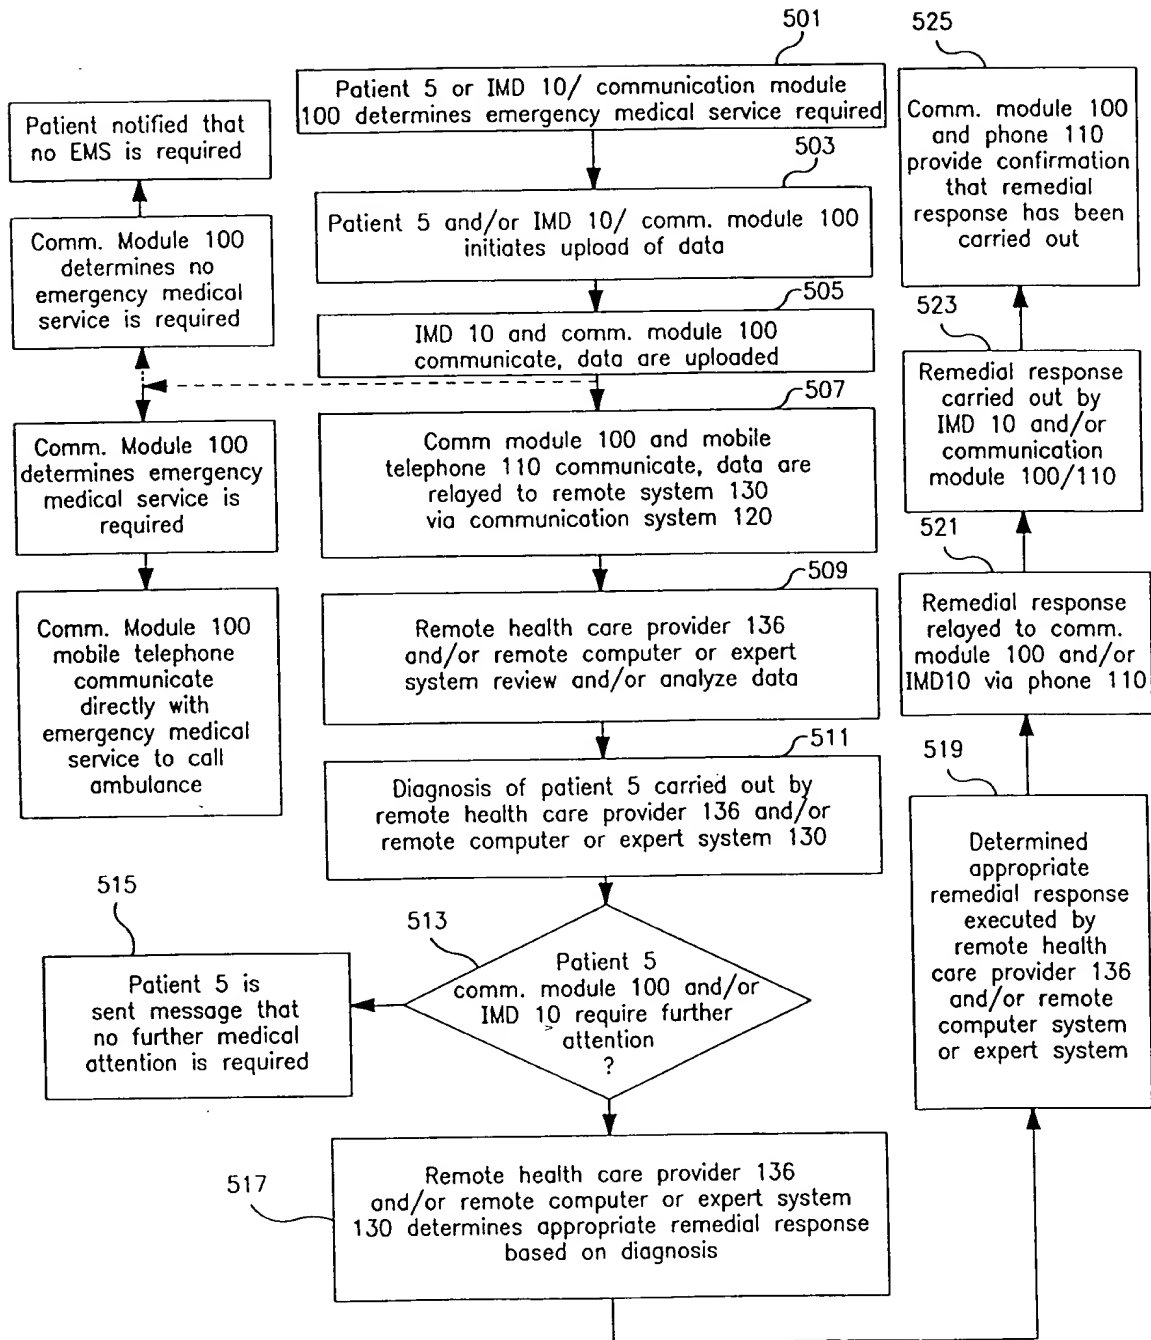 501
Patient 5 or IMD 10/ communication module
100 determines emergency medical service required
503
Patient 5 and/or IMD 10/ comm. module 100
initiates upload of data
505
IMD 10 and comm. module 100
communicate, data are uploaded
Patient notified that
no EMS is required
Comm. Module 100
determines no
emergency medical
service is required
Comm. Module 100
determines emergency
medical service is
required
Comm. Module 100
mobile telephone
communicate
directly with
emergency medical
service to call
ambulance
507
Comm module 100 and mobile
telephone 110 communicate, data are
relayed to remote system 130
via communication system 120
509
Remote health care provider 136
and/or remote computer or expert
system review and/or analyze data
511
Diagnosis of patient 5 carried out by
remote health care provider 136 and/or
remote computer or expert system 130
513
Patient 5
comm. module 100 and/or
IMD 10 require further
attention
?
515
Patient 5 is
sent message that
no further medical
attention is required
517
Remote health care provider 136
and/or remote computer or expert system
130 determines appropriate remedial response
based on diagnosis
519
Determined
appropriate
remedial response
executed by
remote health
care provider 136
and/or remote
computer system
or expert system
521
Remedial response
relayed to comm.
module 100 and/or
IMD10 via phone 110
523
Remedial response
carried out by
IMD 10 and/or
communication
module 100/110
525
Comm. module 100
and phone 110
provide confirmation
that remedial
response has been
carried out